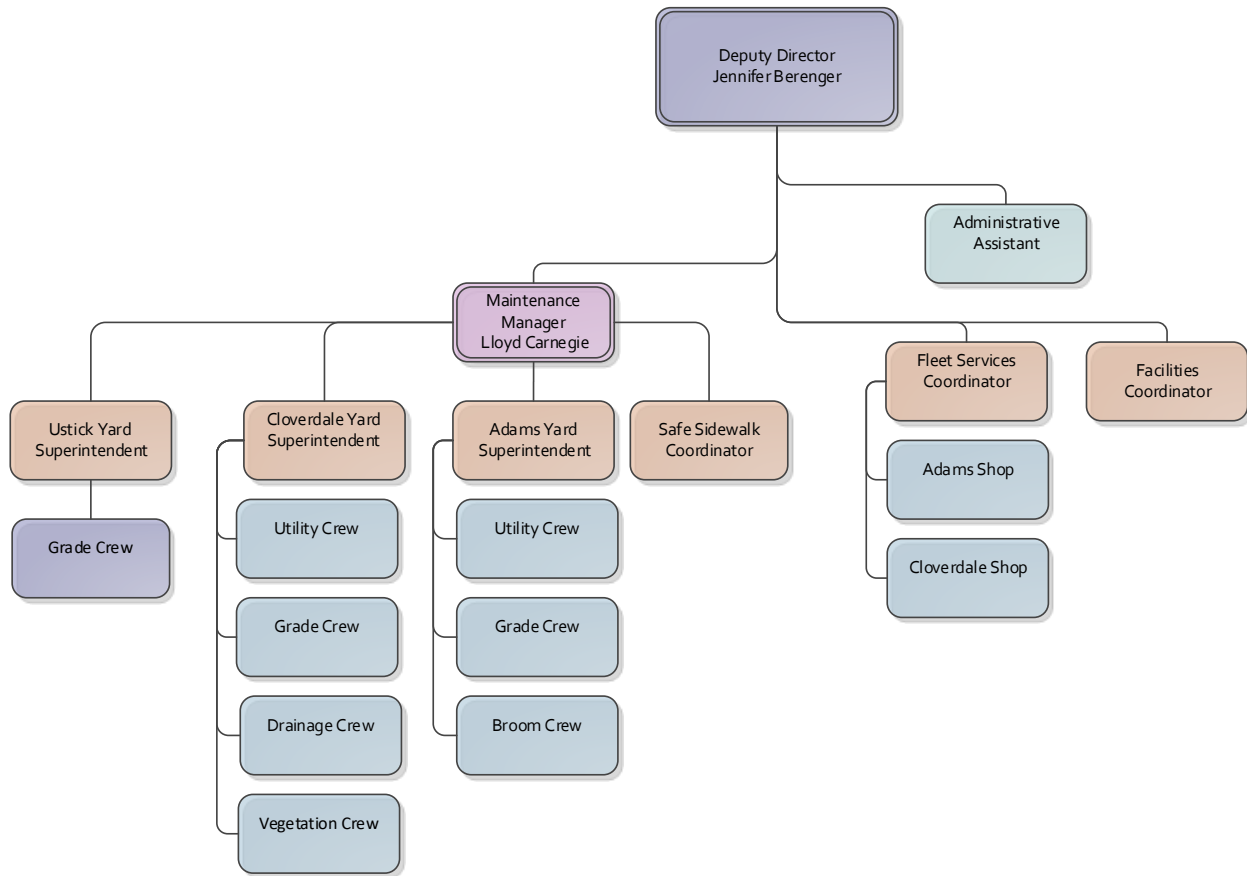 Deputy Director
Jennifer Berenger
Administrative
Assistant
Maintenance
Manager
Lloyd Carnegie
Fleet Services
Coordinator
Facilities
Coordinator
Ustick Yard
Superintendent
Cloverdale Yard
Superintendent
Adams Yard
Superintendent
Safe Sidewalk
Coordinator
Adams Shop
Grade Crew
Utility Crew
Utility Crew
Cloverdale Shop
Grade Crew
Grade Crew
Drainage Crew
Broom Crew
Vegetation Crew